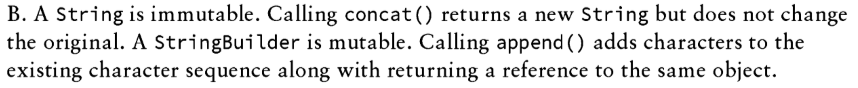 B. A String is immutable. Calling concat() returns a new String but does not change
the original. A StringBuilder is mutable. Calling append() adds characters to the
existing character sequence along with returning a reference to the same object.